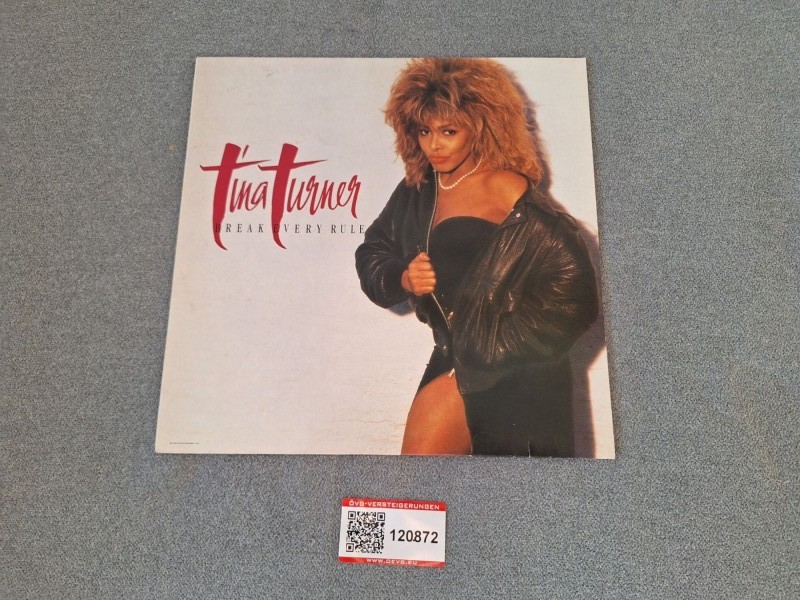 Tina Turner
BREAK EVERY RULE
ÖVB-VERSTEIGERUNGEN
120872
WWW.OEVB.EU